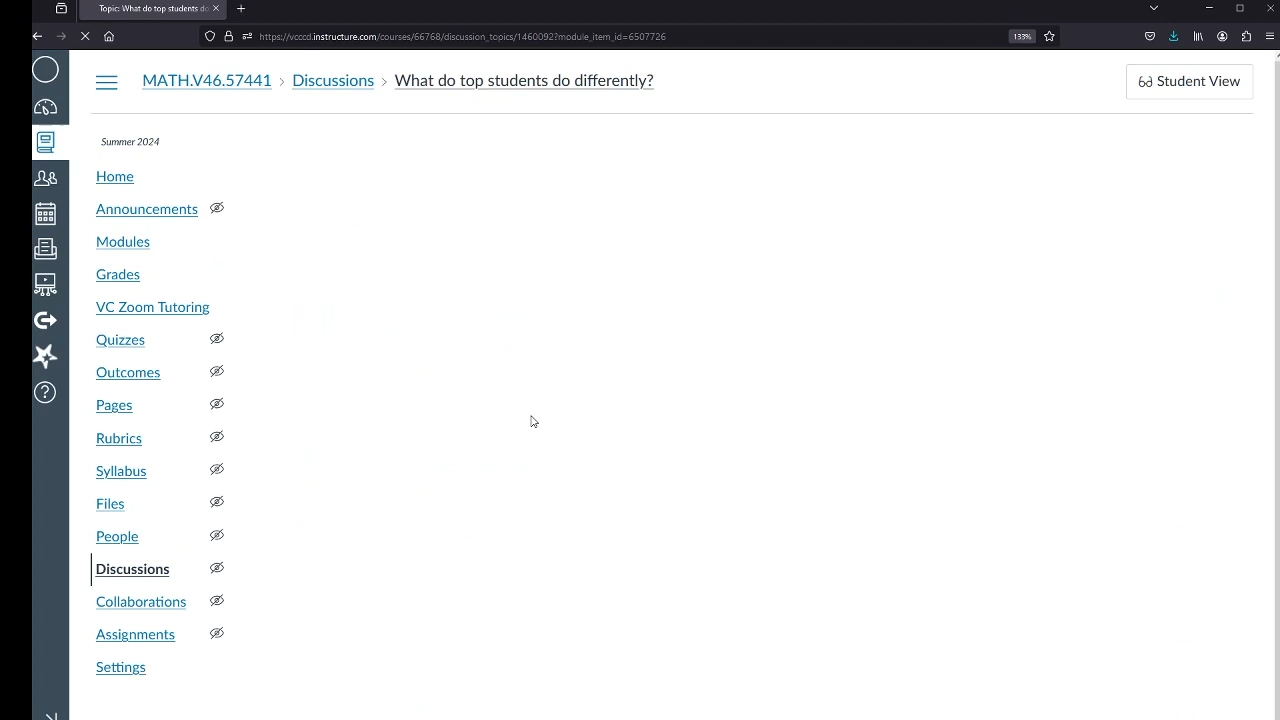 Topic: What do top students do
https://vcccd.instructure.com/courses/66768/discussion_topics/1460092?module_item_id=6507726
133%
MATH.V46.57441 › Discussions › What do top students do differently?
Student View
Summer 2024
Home
Announcements
Modules
Grades
VC Zoom Tutoring
Quizzes
Outcomes
Pages
Rubrics
Syllabus
Files
People
Discussions
Collaborations
Assignments
Settings